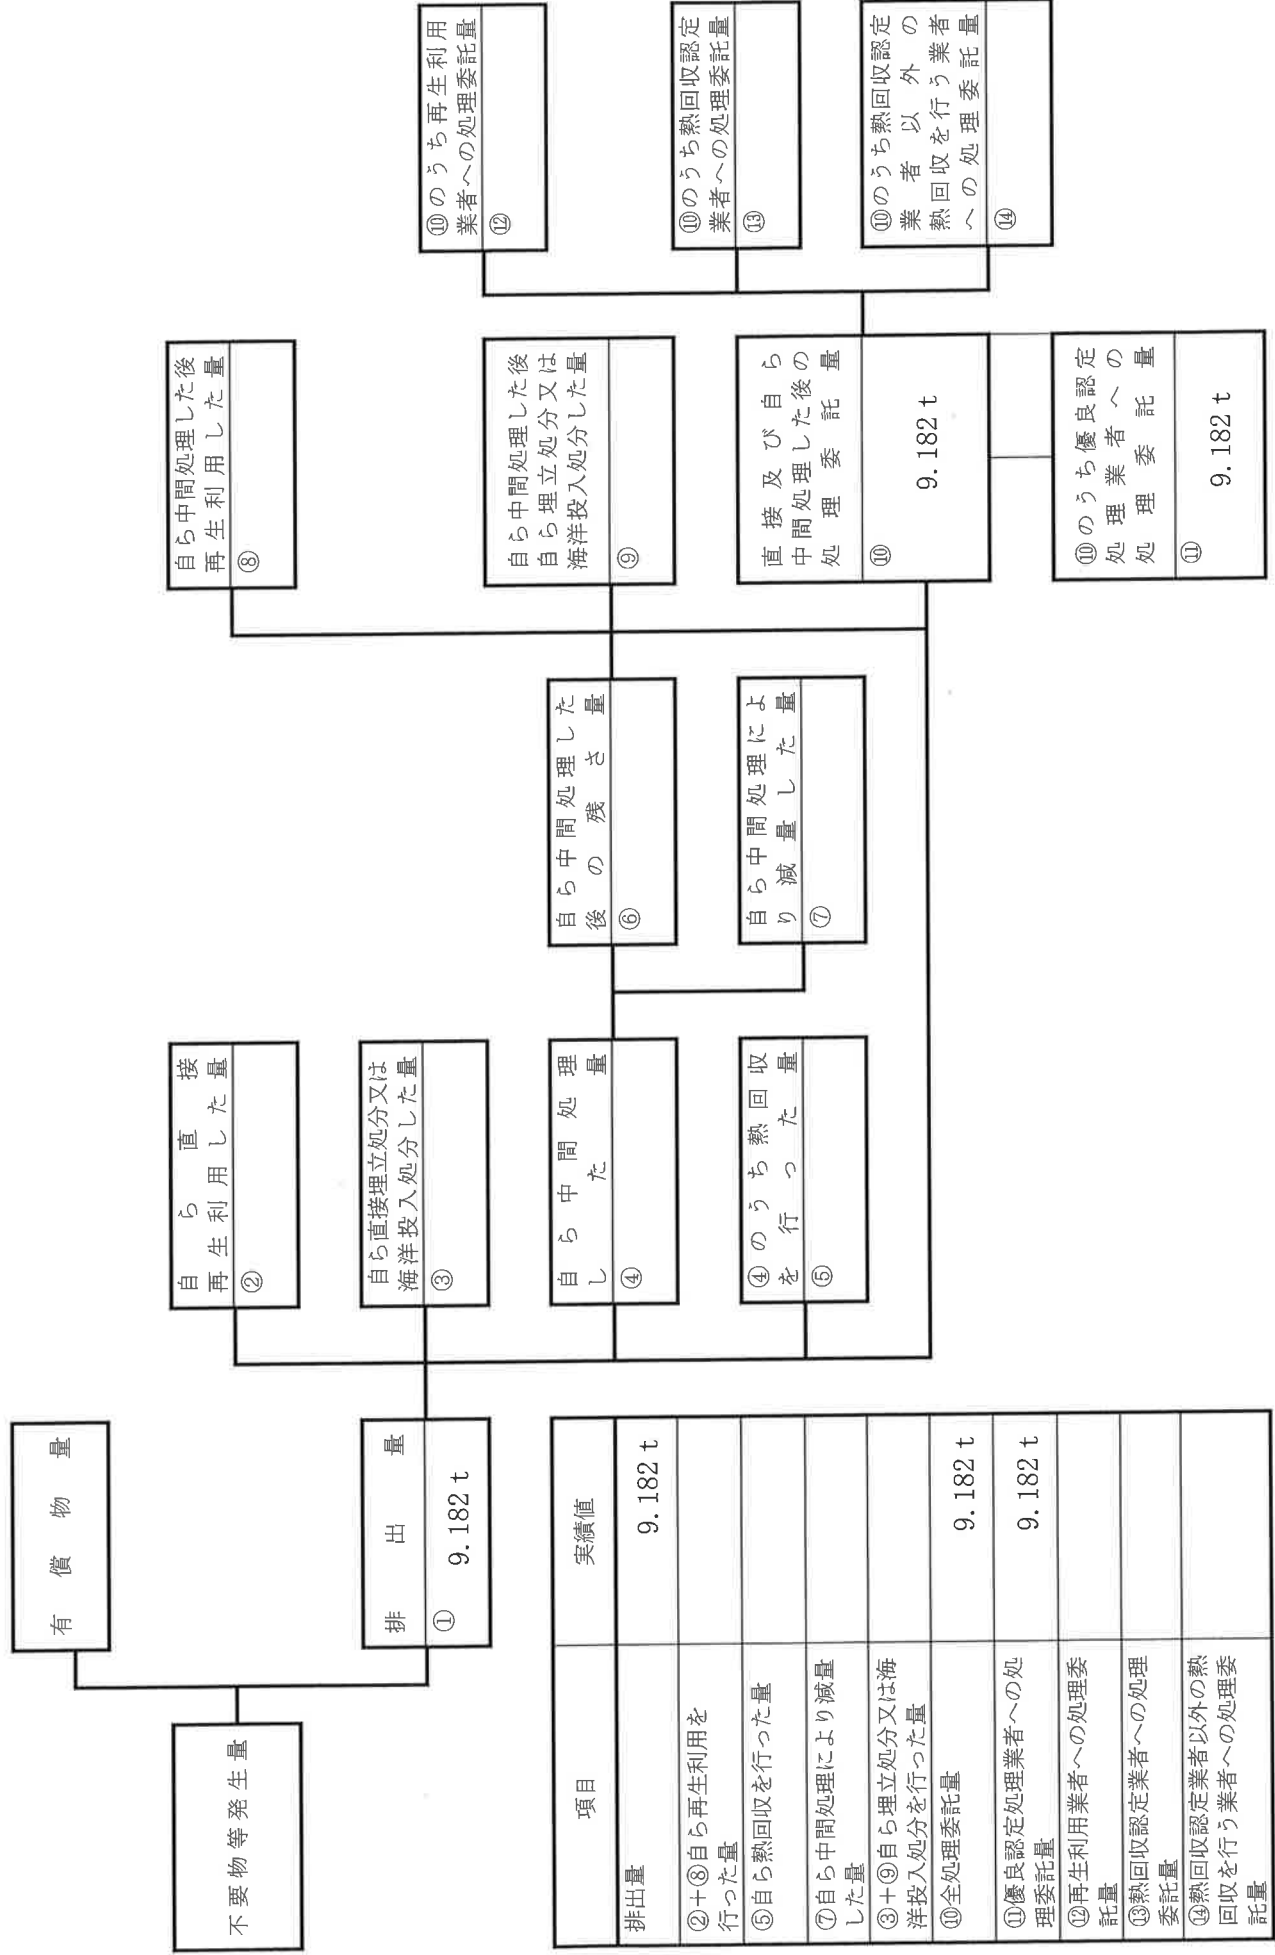 不要物等発生量
有償物量
排出量
① 9.182 t
自ら直接
再生利用した量
②
自ら直接埋立処分又は
海洋投入処分した量
③
自ら中間処理
した量
④
④のうち熱回収
を行った量
⑤
自ら中間処理した
後の残さ量
⑥
自ら中間処理によ
り減量した量
⑦
自ら中間処理した後
再生利用した量
⑧
自ら中間処理した後
自ら埋立処分又は
海洋投入処分した量
⑨
直接及び自ら
中間処理した後の
処理委託量
⑩
9.182 t
⑩のうち優良認定
処理業者への
処理委託量
⑪
9.182 t
⑩のうち再生利用
業者への処理委託量
⑫
⑩のうち熱回収認定
業者への処理委託量
⑬
⑩のうち熱回収認定
業者以外の
熱回収を行う業者
への処理委託量
⑭
項目 実績値
排出量 9.182 t
②+⑧自ら再生利用を
行った量
⑤自ら熱回収を行った量
⑦自ら中間処理により減量
した量
③+⑨自ら埋立処分又は海
洋投入処分を行った量
⑩全処理委託量 9.182 t
⑪優良認定処理業者への処
理委託量 9.182 t
⑫再生利用業者への処理委
託量
⑬熱回収認定業者への処理
委託量
⑭熱回収認定業者以外の熱
回収を行う業者への処理委
託量